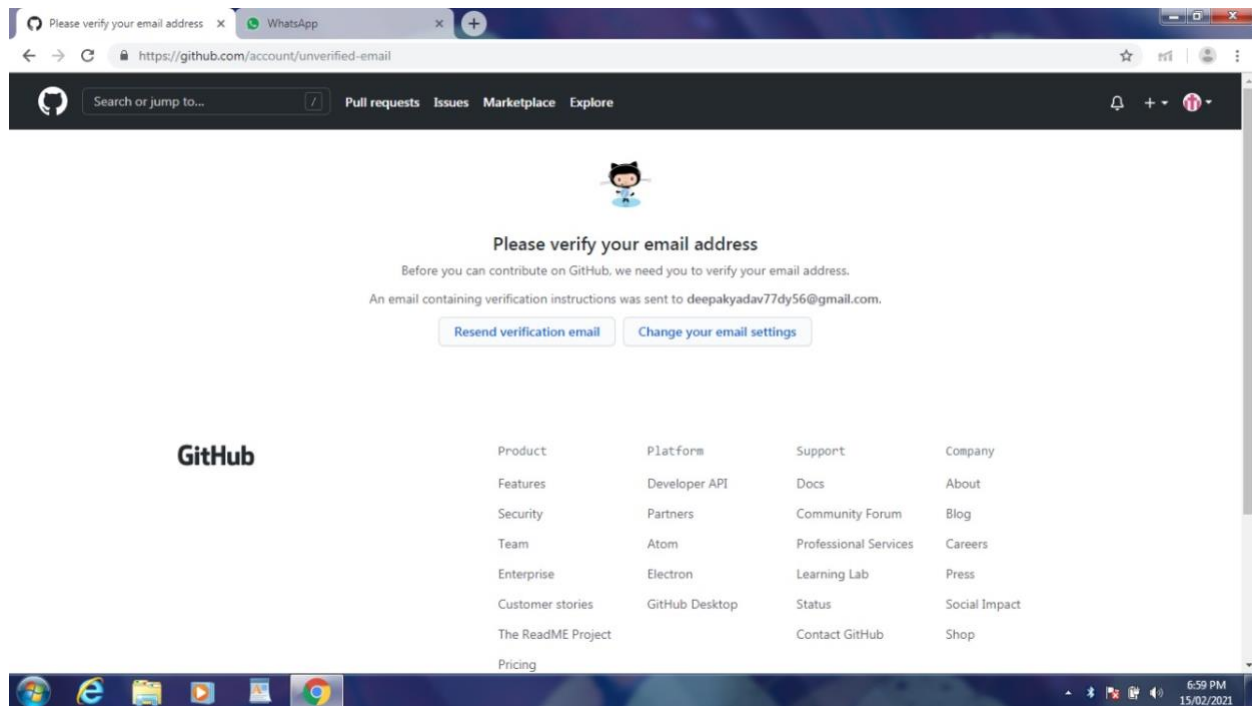 Please verify your email address
WhatsApp
https://github.com/account/unverified-email
Search or jump to... / Pull requests Issues Marketplace Explore
Please verify your email address
Before you can contribute on GitHub, we need you to verify your email address.
An email containing verification instructions was sent to deepakyadav77dy56@gmail.com.
Resend verification email Change your email settings
GitHub
Product Platform Support Company
Features Developer API Docs About
Security Partners Community Forum Blog
Team Atom Professional Services Careers
Enterprise Electron Learning Lab Press
Customer stories GitHub Desktop Status Social Impact
The ReadME Project Contact GitHub Shop
Pricing
6:59 PM
15/02/2021